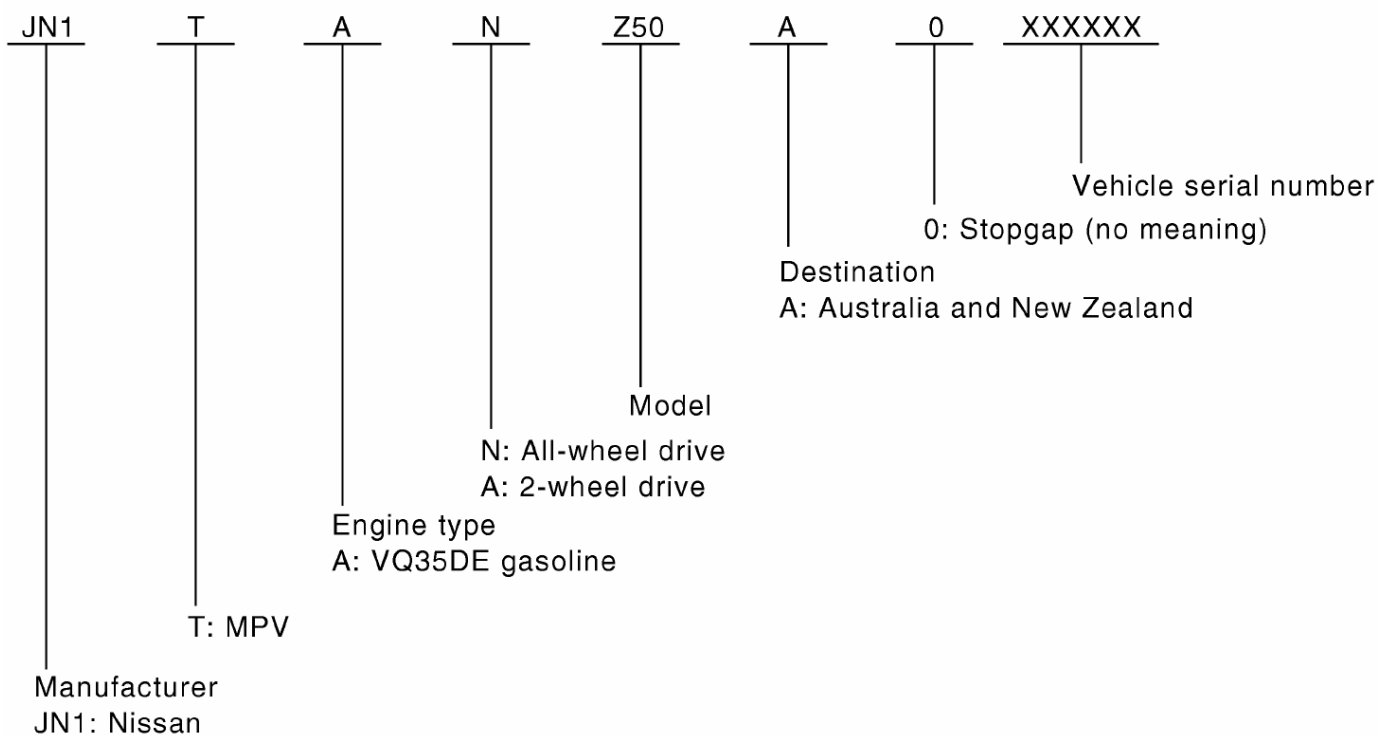 JN1 T A N Z50 A 0 XXXXXX
Vehicle serial number
0: Stopgap (no meaning)
Destination
A: Australia and New Zealand
Model
N: All-wheel drive
A: 2-wheel drive
Engine type
A: VQ35DE gasoline
T: MPV
Manufacturer
JN1: Nissan